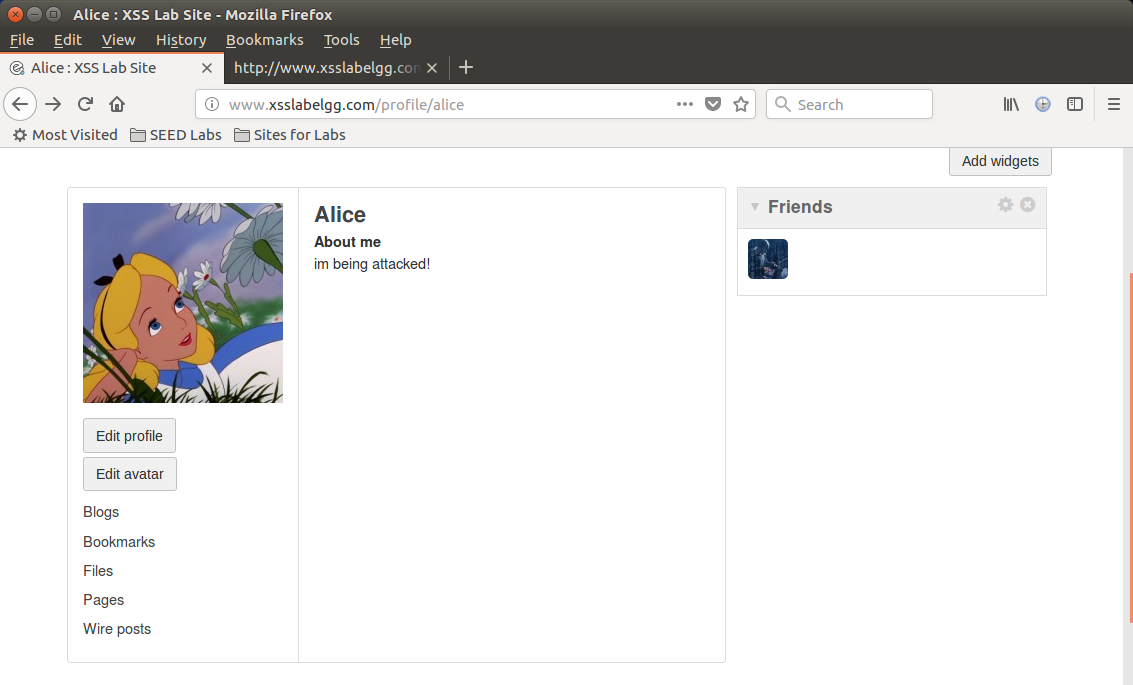 Alice : XSS Lab Site - Mozilla Firefox
File Edit View History Bookmarks Tools Help
Alice : XSS Lab Site http://www.xsslabelgg.con
www.xsslabelgg.com/profile/alice Search
Most Visited SEED Labs Sites for Labs
Add widgets
Alice
About me
im being attacked!
Friends
Edit profile
Edit avatar
Blogs
Bookmarks
Files
Pages
Wire posts